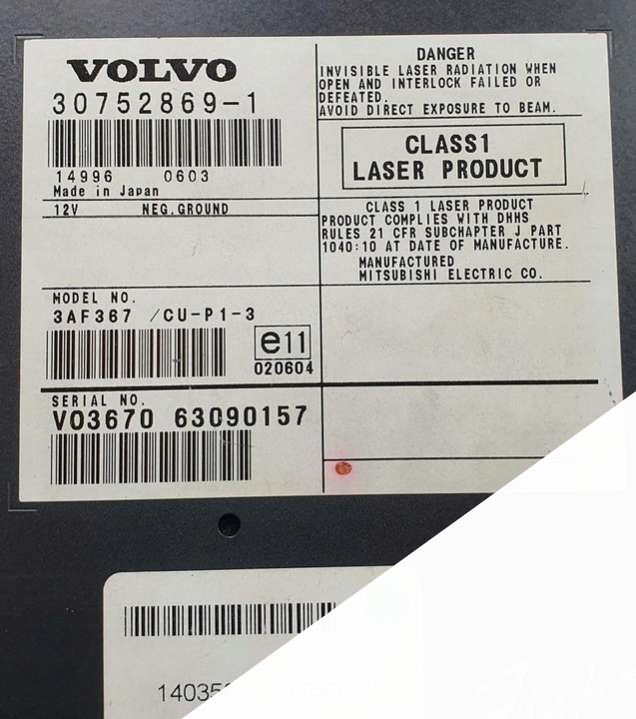 VOLVO
30752869-1
14996 0603
Made in Japan
12V NEG.GROUND
MODEL NO.
3AF367 /CU-P1-3
e11
020604
SERIAL NO.
V03670 63090157
DANGER
INVISIBLE LASER RADIATION WHEN
OPEN AND INTERLOCK FAILED OR
DEFEATED.
AVOID DIRECT EXPOSURE TO BEAM.
CLASS1
LASER PRODUCT
CLASS 1 LASER PRODUCT
PRODUCT COMPLIES WITH DHHS
RULES 21 CFR SUBCHAPTER J PART
1040:10 AT DATE OF MANUFACTURE.
MANUFACTURED
MITSUBISHI ELECTRIC CO.